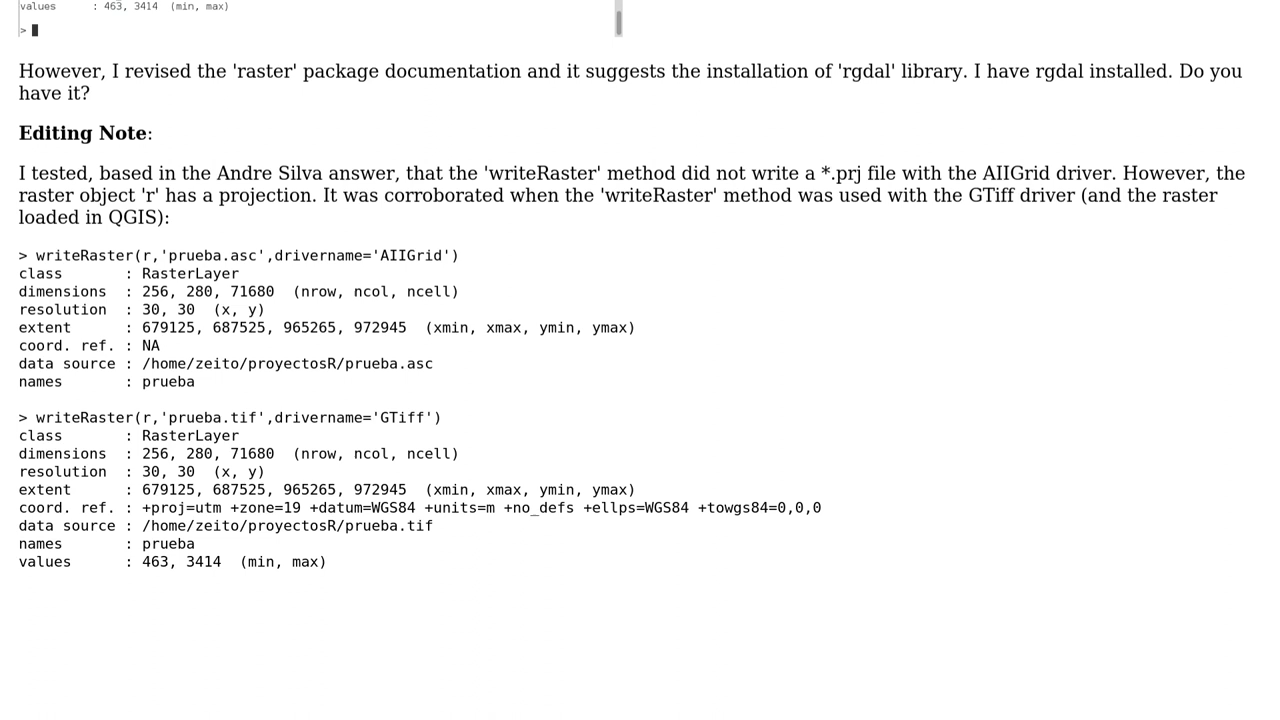 values      : 463, 3414  (min, max)
>
However, I revised the 'raster' package documentation and it suggests the installation of 'rgdal' library. I have rgdal installed. Do you
have it?
Editing Note:
I tested, based in the Andre Silva answer, that the 'writeRaster' method did not write a *.prj file with the AIIGrid driver. However, the
raster object 'r' has a projection. It was corroborated when the 'writeRaster' method was used with the GTiff driver (and the raster
loaded in QGIS):
> writeRaster(r,'prueba.asc',drivername='AIIGrid')
class       : RasterLayer
dimensions  : 256, 280, 71680  (nrow, ncol, ncell)
resolution  : 30, 30  (x, y)
extent      : 679125, 687525, 965265, 972945  (xmin, xmax, ymin, ymax)
coord. ref. : NA
data source : /home/zeito/proyectosR/prueba.asc
names       : prueba
> writeRaster(r,'prueba.tif',drivername='GTiff')
class       : RasterLayer
dimensions  : 256, 280, 71680  (nrow, ncol, ncell)
resolution  : 30, 30  (x, y)
extent      : 679125, 687525, 965265, 972945  (xmin, xmax, ymin, ymax)
coord. ref. : +proj=utm +zone=19 +datum=WGS84 +units=m +no_defs +ellps=WGS84 +towgs84=0,0,0
data source : /home/zeito/proyectosR/prueba.tif
names       : prueba
values      : 463, 3414  (min, max)